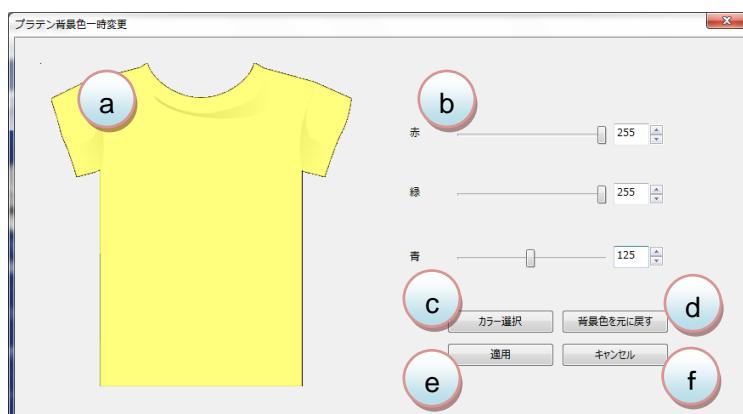 プラテン背景色一時変更
a
b
赤 255
緑 255
青 125
c
d
カラー選択 背景色を元に戻す
適用 キャンセル
e
f